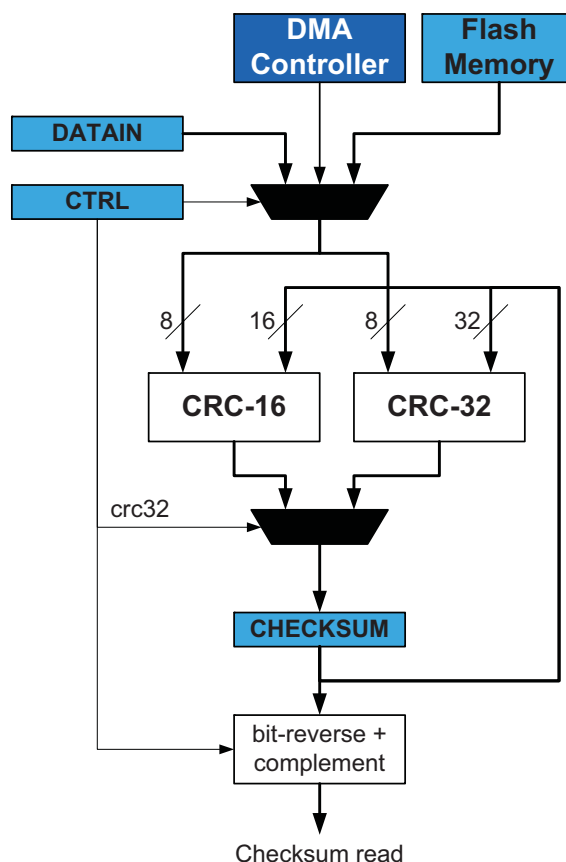 DMA
Controller
Flash
Memory
DATAIN
CTRL
8
16
8
32
CRC-16
CRC-32
crc32
CHECKSUM
bit-reverse +
complement
Checksum read